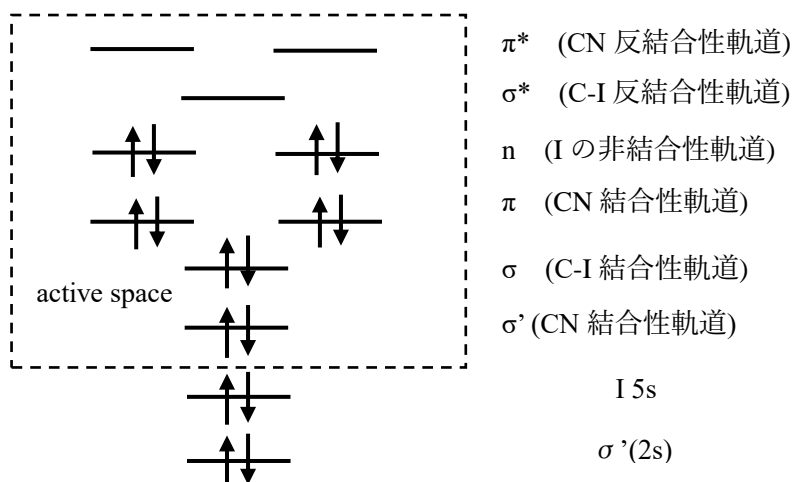 π* (CN 反結合性軌道)
σ* (C-I 反結合性軌道)
n (I の非結合性軌道)
π (CN 結合性軌道)
σ (C-I 結合性軌道)
active space
σ’ (CN 結合性軌道)
I 5s
σ’(2s)